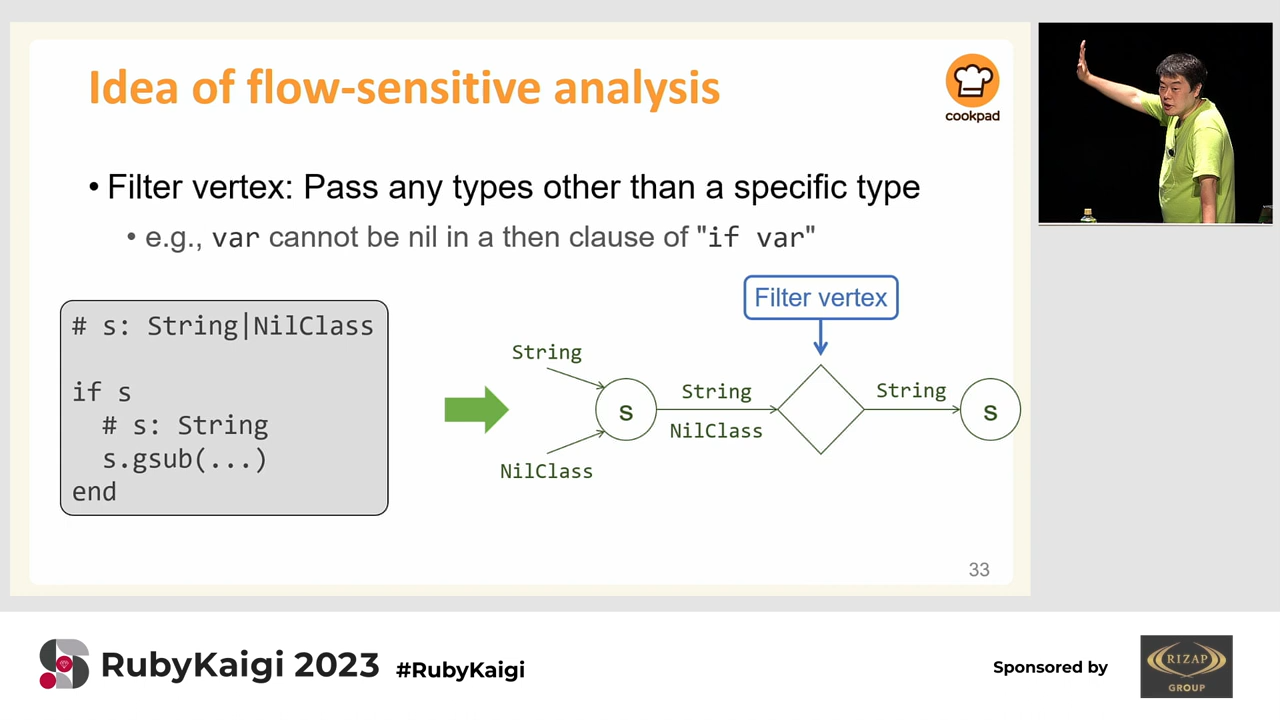 Idea of flow-sensitive analysis
cookpad
• Filter vertex: Pass any types other than a specific type
• e.g., var cannot be nil in a then clause of "if var"
# s: String|NilClass
if s
# s: String
s.gsub(...)
end
Filter vertex
String
NilClass
s
String
NilClass
String
s
33
RubyKaigi 2023 #RubyKaigi
Sponsored by
RIZAP
GROUP